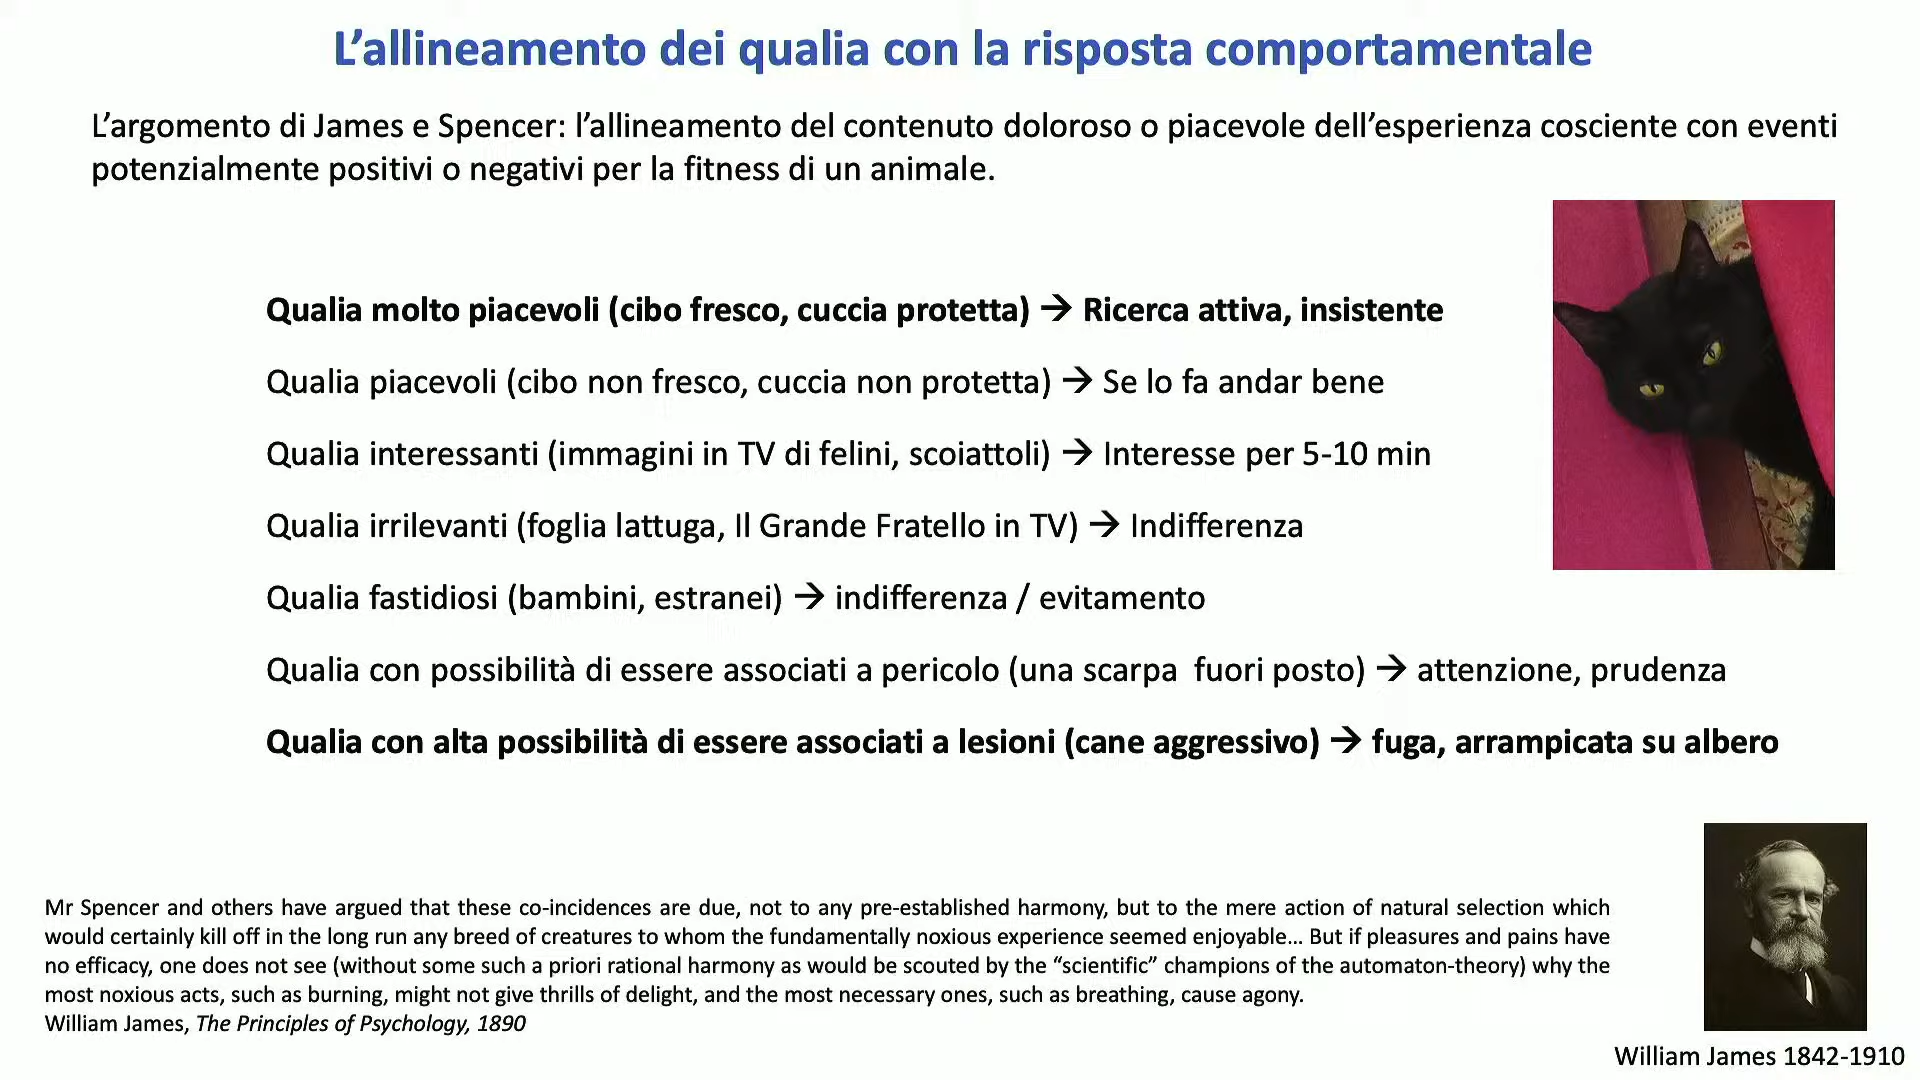 L’allineamento dei qualia con la risposta comportamentale
L’argomento di James e Spencer: l’allineamento del contenuto doloroso o piacevole dell’esperienza cosciente con eventi
potenzialmente positivi o negativi per la fitness di un animale.
Qualia molto piacevoli (cibo fresco, cuccia protetta) → Ricerca attiva, insistente
Qualia piacevoli (cibo non fresco, cuccia non protetta) → Se lo fa andar bene
Qualia interessanti (immagini in TV di felini, scoiattoli) → Interesse per 5-10 min
Qualia irrilevanti (foglia lattuga, Il Grande Fratello in TV) → Indifferenza
Qualia fastidiosi (bambini, estranei) → indifferenza / evitamento
Qualia con possibilità di essere associati a pericolo (una scarpa  fuori posto) → attenzione, prudenza
Qualia con alta possibilità di essere associati a lesioni (cane aggressivo) → fuga, arrampicata su albero
Mr Spencer and others have argued that these co-incidences are due, not to any pre-established harmony, but to the mere action of natural selection which
would certainly kill off in the long run any breed of creatures to whom the fundamentally noxious experience seemed enjoyable... But if pleasures and pains have
no efficacy, one does not see (without some such a priori rational harmony as would be scouted by the “scientific” champions of the automaton-theory) why the
most noxious acts, such as burning, might not give thrills of delight, and the most necessary ones, such as breathing, cause agony.
William James, The Principles of Psychology, 1890
William James 1842-1910